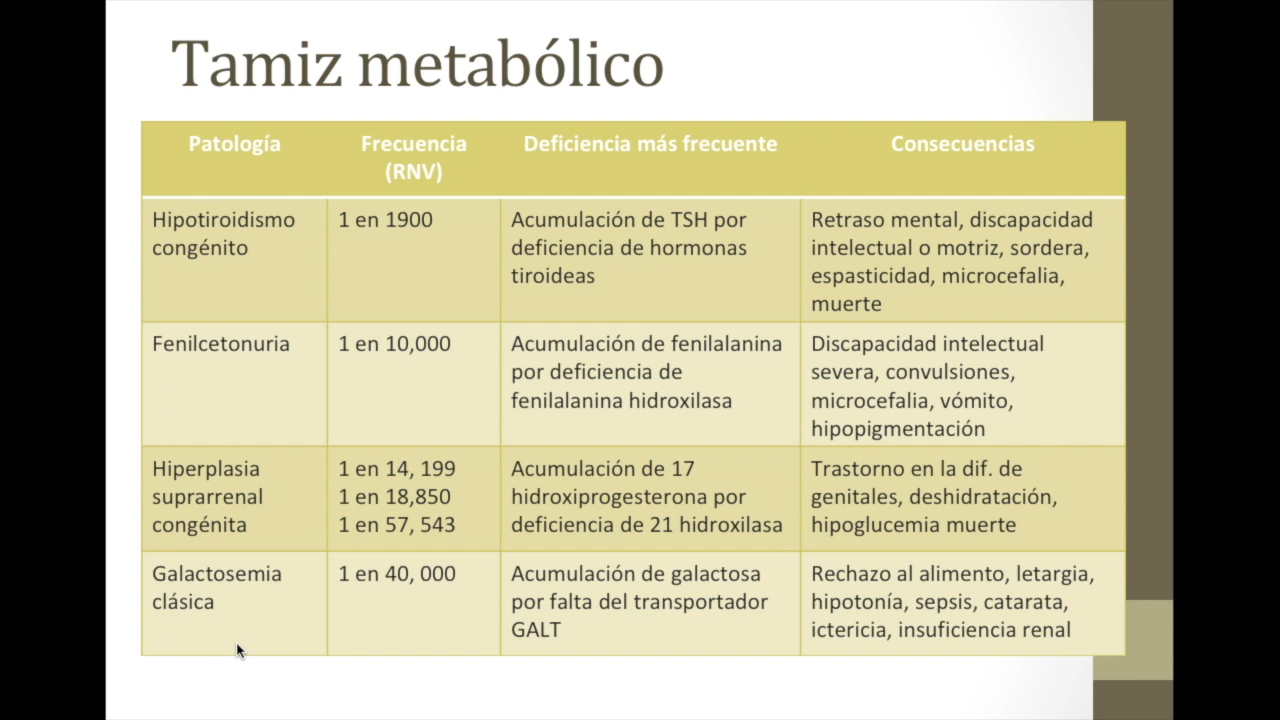 Tamiz metabólico
Patología
Frecuencia
(RNV)
Deficiencia más frecuente
Consecuencias
Hipotiroidismo
congénito
1 en 1900
Acumulación de TSH por
deficiencia de hormonas
tiroideas
Retraso mental, discapacidad
intelectual o motriz, sordera,
espasticidad, microcefalia,
muerte
Fenilcetonuria
1 en 10,000
Acumulación de fenilalanina
por deficiencia de
fenilalanina hidroxilasa
Discapacidad intelectual
severa, convulsiones,
microcefalia, vómito,
hipopigmentación
Hiperplasia
suprarrenal
congénita
1 en 14, 199
1 en 18,850
1 en 57, 543
Acumulación de 17
hidroxiprogesterona por
deficiencia de 21 hidroxilasa
Trastorno en la dif. de
genitales, deshidratación,
hipoglucemia muerte
Galactosemia
clásica
1 en 40, 000
Acumulación de galactosa
por falta del transportador
GALT
Rechazo al alimento, letargia,
hipotonía, sepsis, catarata,
ictericia, insuficiencia renal